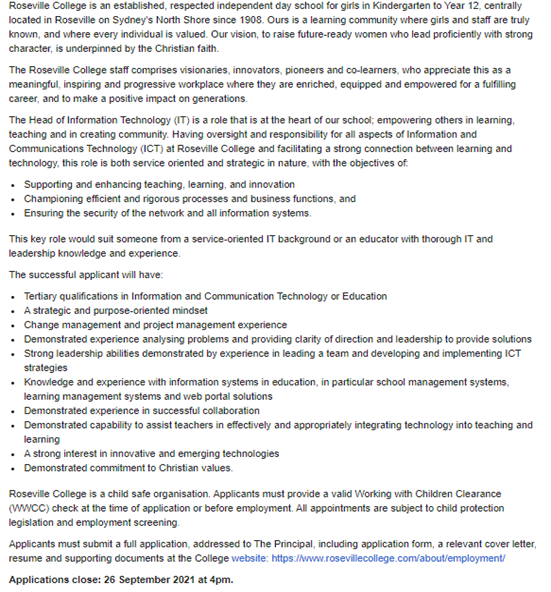 Roseville College is an established, respected independent day school for girls in Kindergarten to Year 12, centrally
located in Roseville on Sydney's North Shore since 1908. Ours is a learning community where girls and staff are truly
known, and where every individual is valued. Our vision, to raise future-ready women who lead proficiently with strong
character, is underpinned by the Christian faith.
The Roseville College staff comprises visionaries, innovators, pioneers and co-learners, who appreciate this as a
meaningful, inspiring and progressive workplace where they are enriched, equipped and empowered for a fulfilling
career, and to make a positive impact on generations.
The Head of Information Technology (IT) is a role that is at the heart of our school; empowering others in learning,
teaching and in creating community. Having oversight and responsibility for all aspects of Information and
Communications Technology (ICT) at Roseville College and facilitating a strong connection between learning and
technology, this role is both service oriented and strategic in nature, with the objectives of:
• Supporting and enhancing teaching, learning, and innovation
• Championing efficient and rigorous processes and business functions, and
• Ensuring the security of the network and all information systems.
This key role would suit someone from a service-oriented IT background or an educator with thorough IT and
leadership knowledge and experience.
The successful applicant will have:
• Tertiary qualifications in Information and Communication Technology or Education
• A strategic and purpose-oriented mindset
• Change management and project management experience
• Demonstrated experience analysing problems and providing clarity of direction and leadership to provide solutions
• Strong leadership abilities demonstrated by experience in leading a team and developing and implementing ICT
strategies
• Knowledge and experience with information systems in education, in particular school management systems,
learning management systems and web portal solutions
• Demonstrated experience in successful collaboration
• Demonstrated capability to assist teachers in effectively and appropriately integrating technology into teaching and
learning
• A strong interest in innovative and emerging technologies
• Demonstrated commitment to Christian values.
Roseville College is a child safe organisation. Applicants must provide a valid Working with Children Clearance
(WWCC) check at the time of application or before employment. All appointments are subject to child protection
legislation and employment screening.
Applicants must submit a full application, addressed to The Principal, including application form, a relevant cover letter,
resume and supporting documents at the College website: https://www.rosevillecollege.com/about/employment/
Applications close: 26 September 2021 at 4pm.